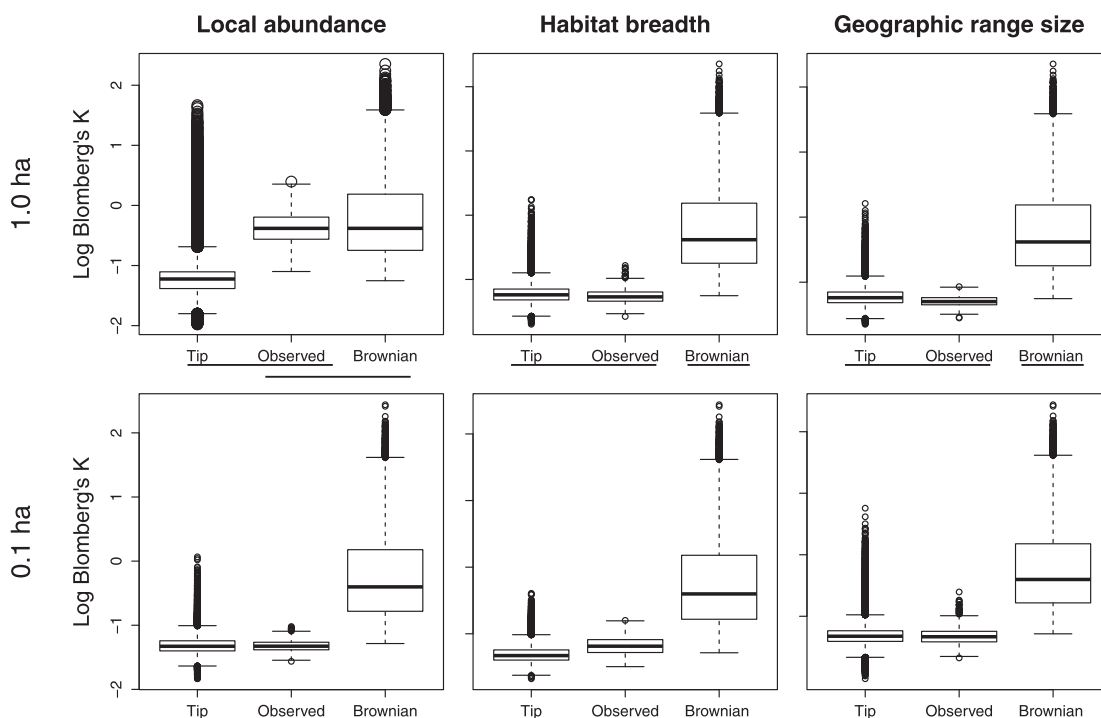 Local abundance
Habitat breadth
Geographic range size
1.0 ha
Log Blomberg's K
2
1
0
−1
−2
Tip
Observed
Brownian
Tip
Observed
Brownian
Tip
Observed
Brownian
0.1 ha
Log Blomberg's K
2
1
0
−1
−2
Tip
Observed
Brownian
Tip
Observed
Brownian
Tip
Observed
Brownian